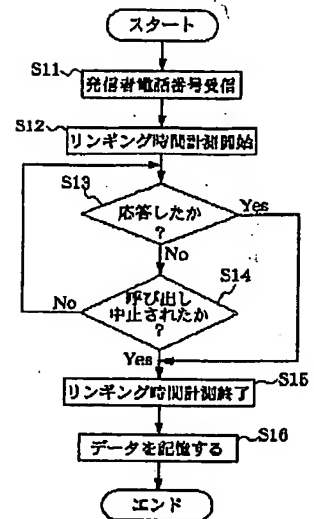 スタート
S11
発信者電話番号受信
S12
リンギング時間計測開始
S13
応答したか
?
Yes
No
S14
呼び出し
中止されたか
?
No
Yes
S15
リンギング時間計測終了
S16
データを記憶する
エンド